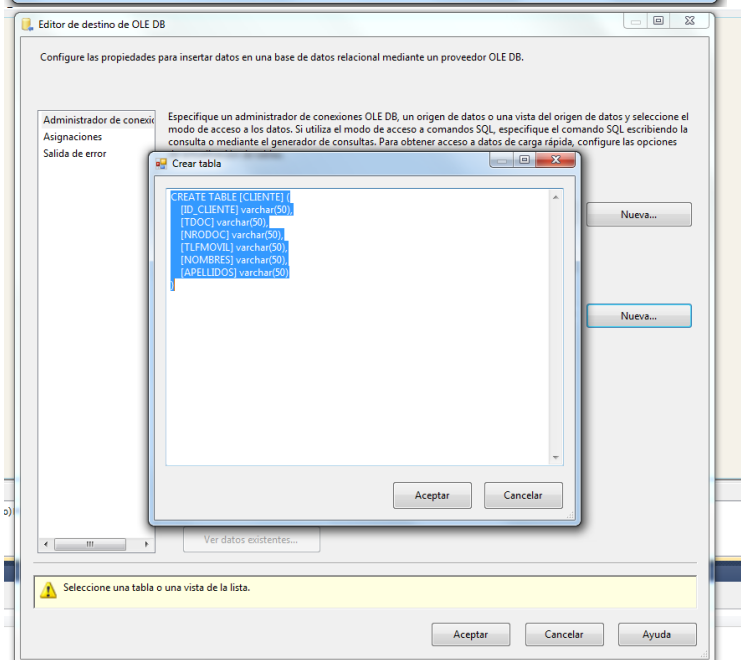 Editor de destino de OLE DB
Configure las propiedades para insertar datos en una base de datos relacional mediante un proveedor OLE DB.
Administrador de conexic
Asignaciones
Salida de error
Especifique un administrador de conexiones OLE DB, un origen de datos o una vista del origen de datos y seleccione el
modo de acceso a los datos. Si utiliza el modo de acceso a comandos SQL, especifique el comando SQL escribiendo la
consulta o mediante el generador de consultas. Para obtener acceso a datos de carga rápida, configure las opciones
Crear tabla
CREATE TABLE [CLIENTE] (
[ID_CLIENTE] varchar(50),
[TDOC] varchar(50),
[NRODOC] varchar(50),
[TLFMOVIL] varchar(50),
[NOMBRES] varchar(50),
[APELLIDOS] varchar(50)
)
Nueva...
Nueva...
Aceptar
Cancelar
o)
Ver datos existentes...
Seleccione una tabla o una vista de la lista.
Aceptar
Cancelar
Ayuda